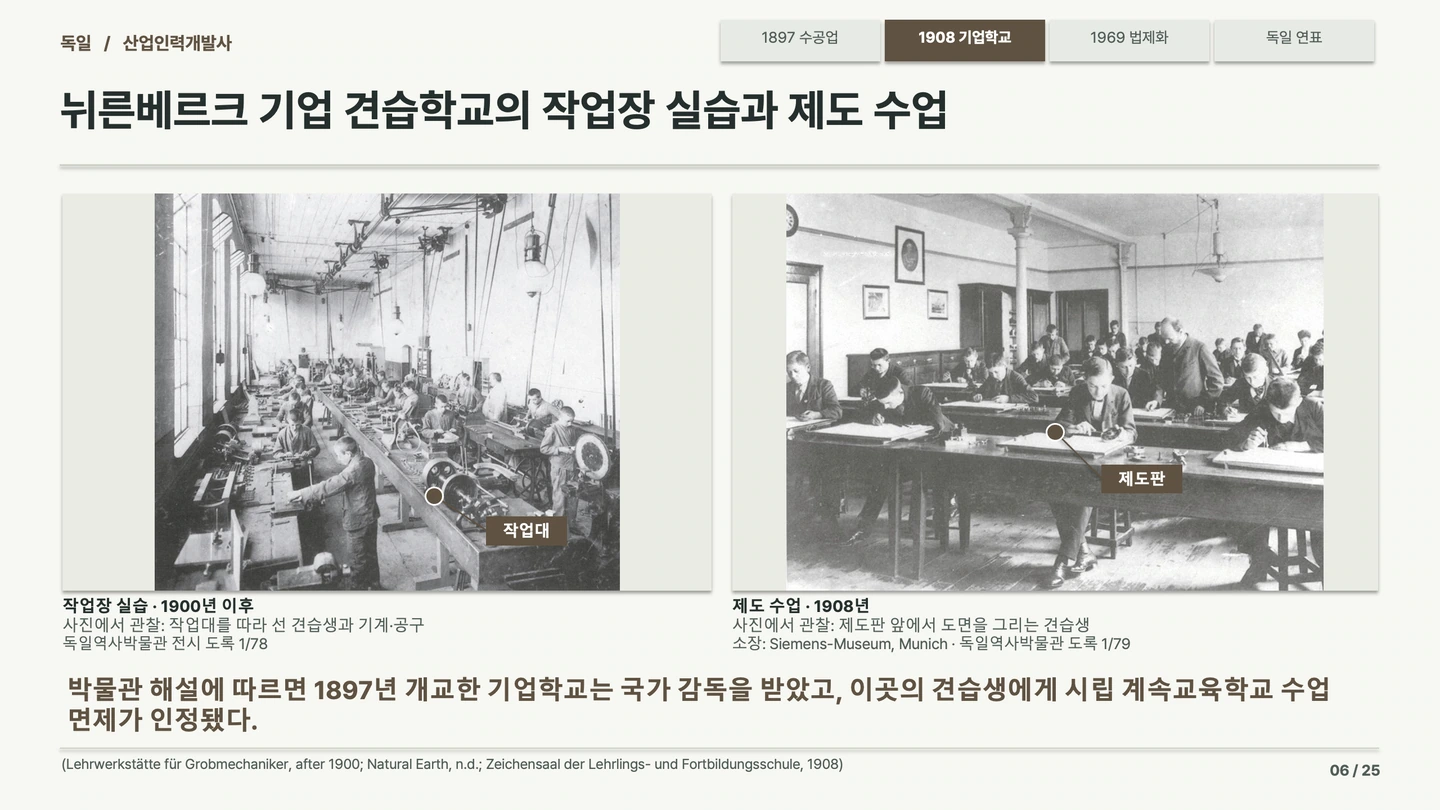 독일 / 산업인력개발사
1897 수공업
1908 기업학교
1969 법제화
독일 연표
뉘른베르크 기업 견습학교의 작업장 실습과 제도 수업
작업대
제도판
작업장 실습 · 1900년 이후
사진에서 관찰: 작업대를 따라 선 견습생과 기계·공구
독일역사박물관 전시 도록 1/78
제도 수업 · 1908년
사진에서 관찰: 제도판 앞에서 도면을 그리는 견습생
소장: Siemens-Museum, Munich · 독일역사박물관 도록 1/79
박물관 해설에 따르면 1897년 개교한 기업학교는 국가 감독을 받았고, 이곳의 견습생에게 시립 계속교육학교 수업
면제가 인정됐다.
(Lehrwerkstätte für Grobmechaniker, after 1900; Natural Earth, n.d.; Zeichensaal der Lehrlings- und Fortbildungsschule, 1908)
06 / 25